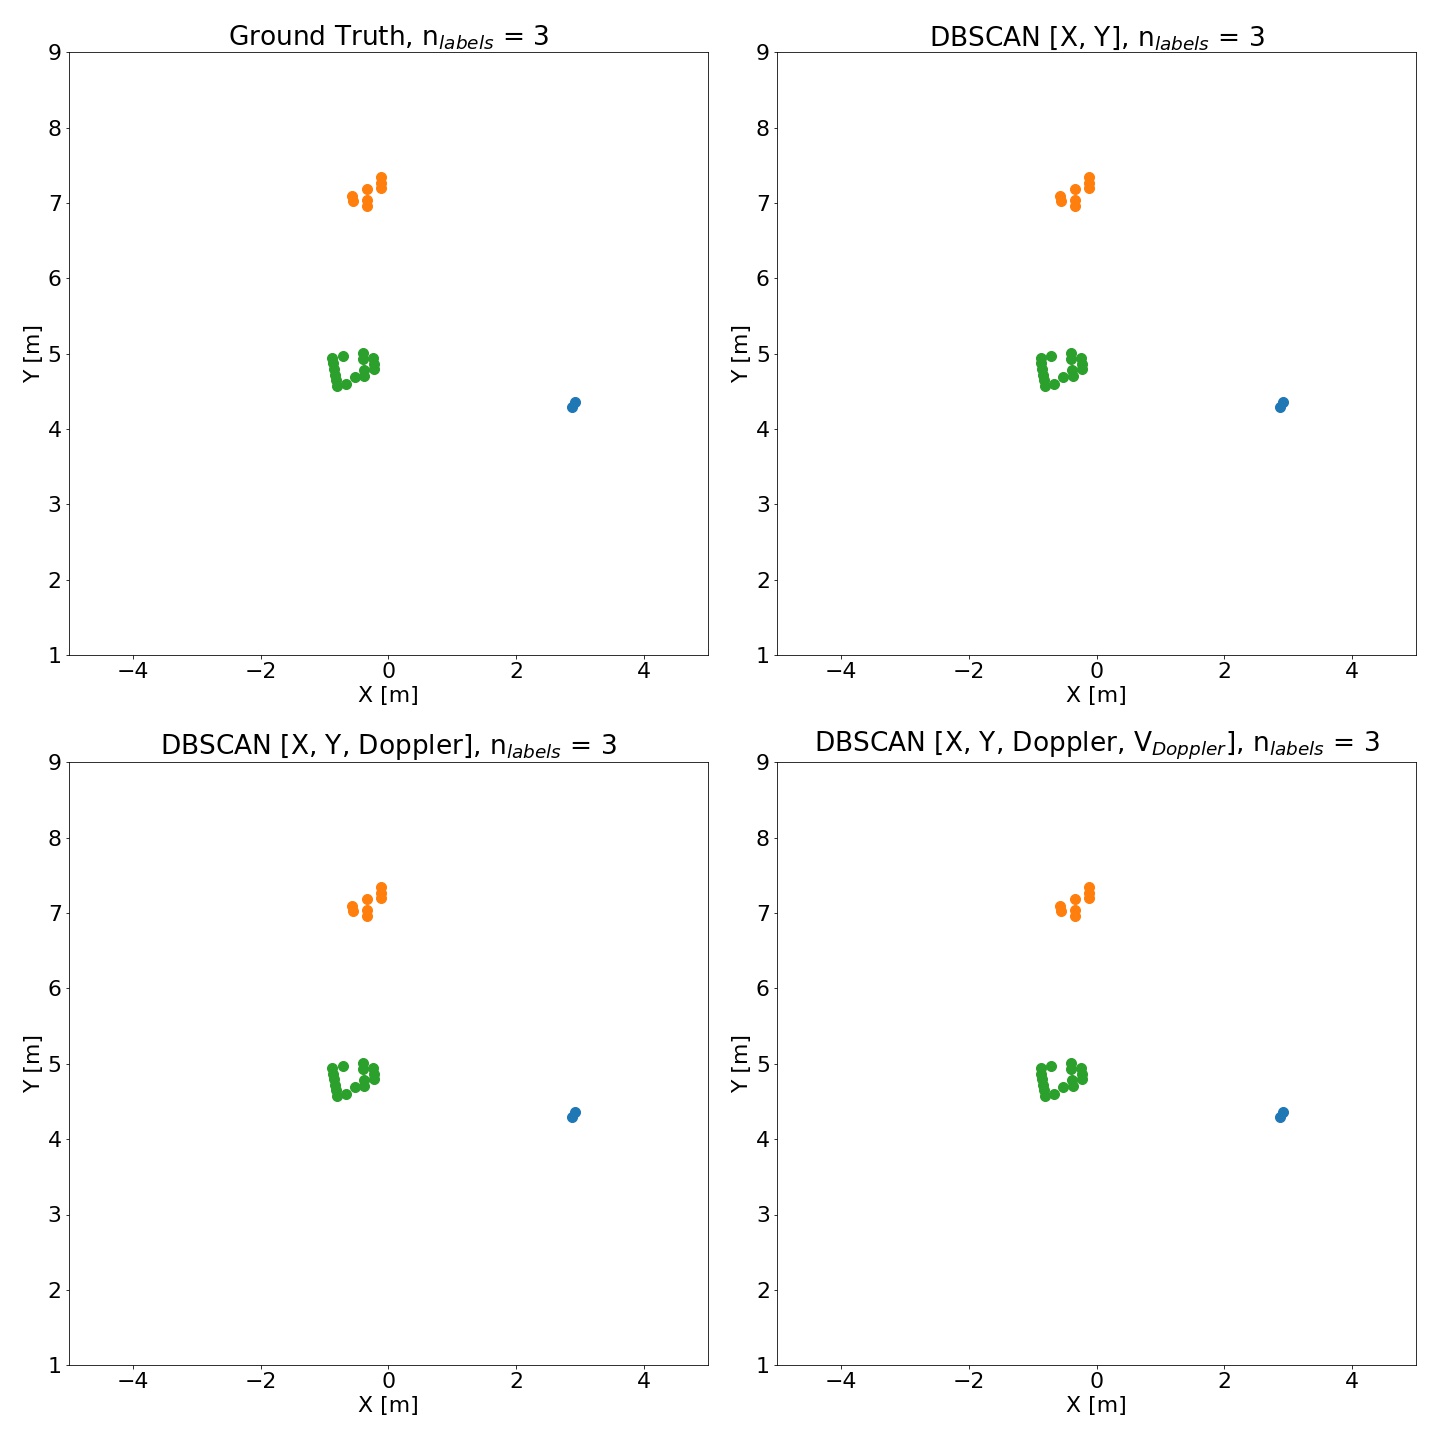 Ground Truth, n_labels = 3
9
8
7
6
5
4
3
2
1
Y [m]
−4 −2 0 2 4
X [m]
DBSCAN [X, Y], n_labels = 3
9
8
7
6
5
4
3
2
1
Y [m]
−4 −2 0 2 4
X [m]
DBSCAN [X, Y, Doppler], n_labels = 3
9
8
7
6
5
4
3
2
1
Y [m]
−4 −2 0 2 4
X [m]
DBSCAN [X, Y, Doppler, V_Doppler], n_labels = 3
9
8
7
6
5
4
3
2
1
Y [m]
−4 −2 0 2 4
X [m]